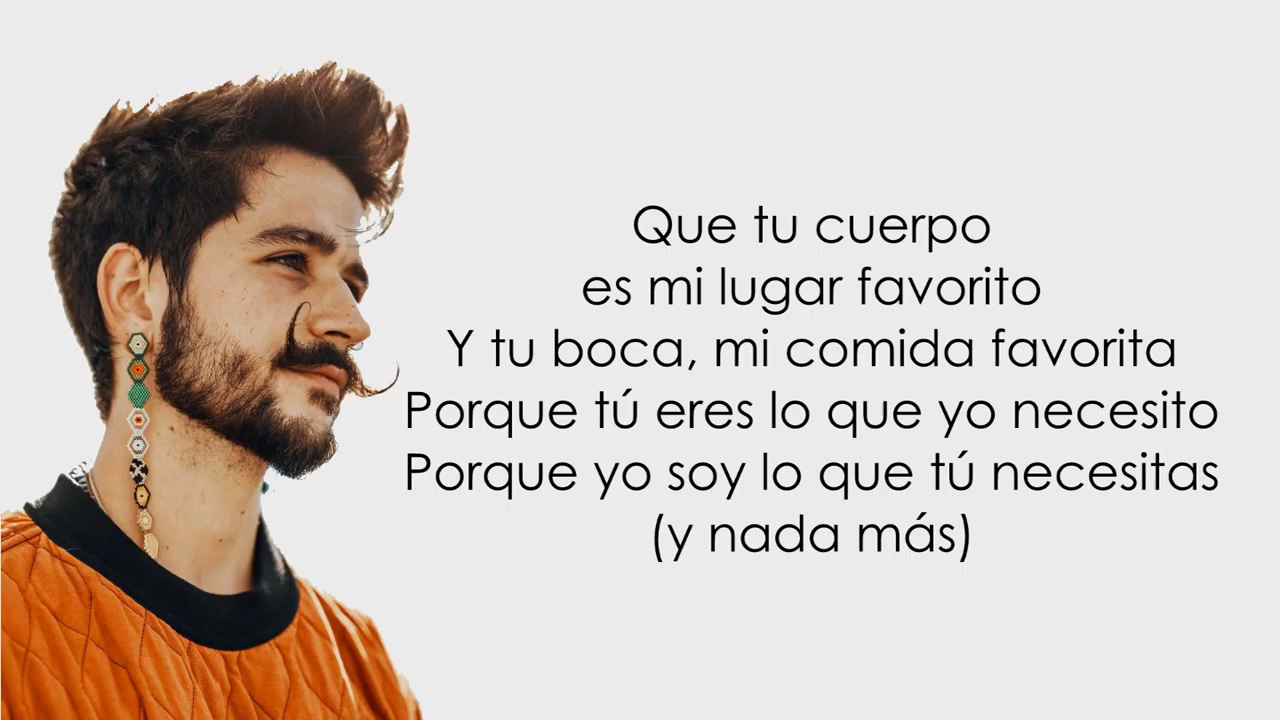 Que tu cuerpo
es mi lugar favorito
Y tu boca, mi comida favorita
Porque tú eres lo que yo necesito
Porque yo soy lo que tú necesitas
(y nada más)